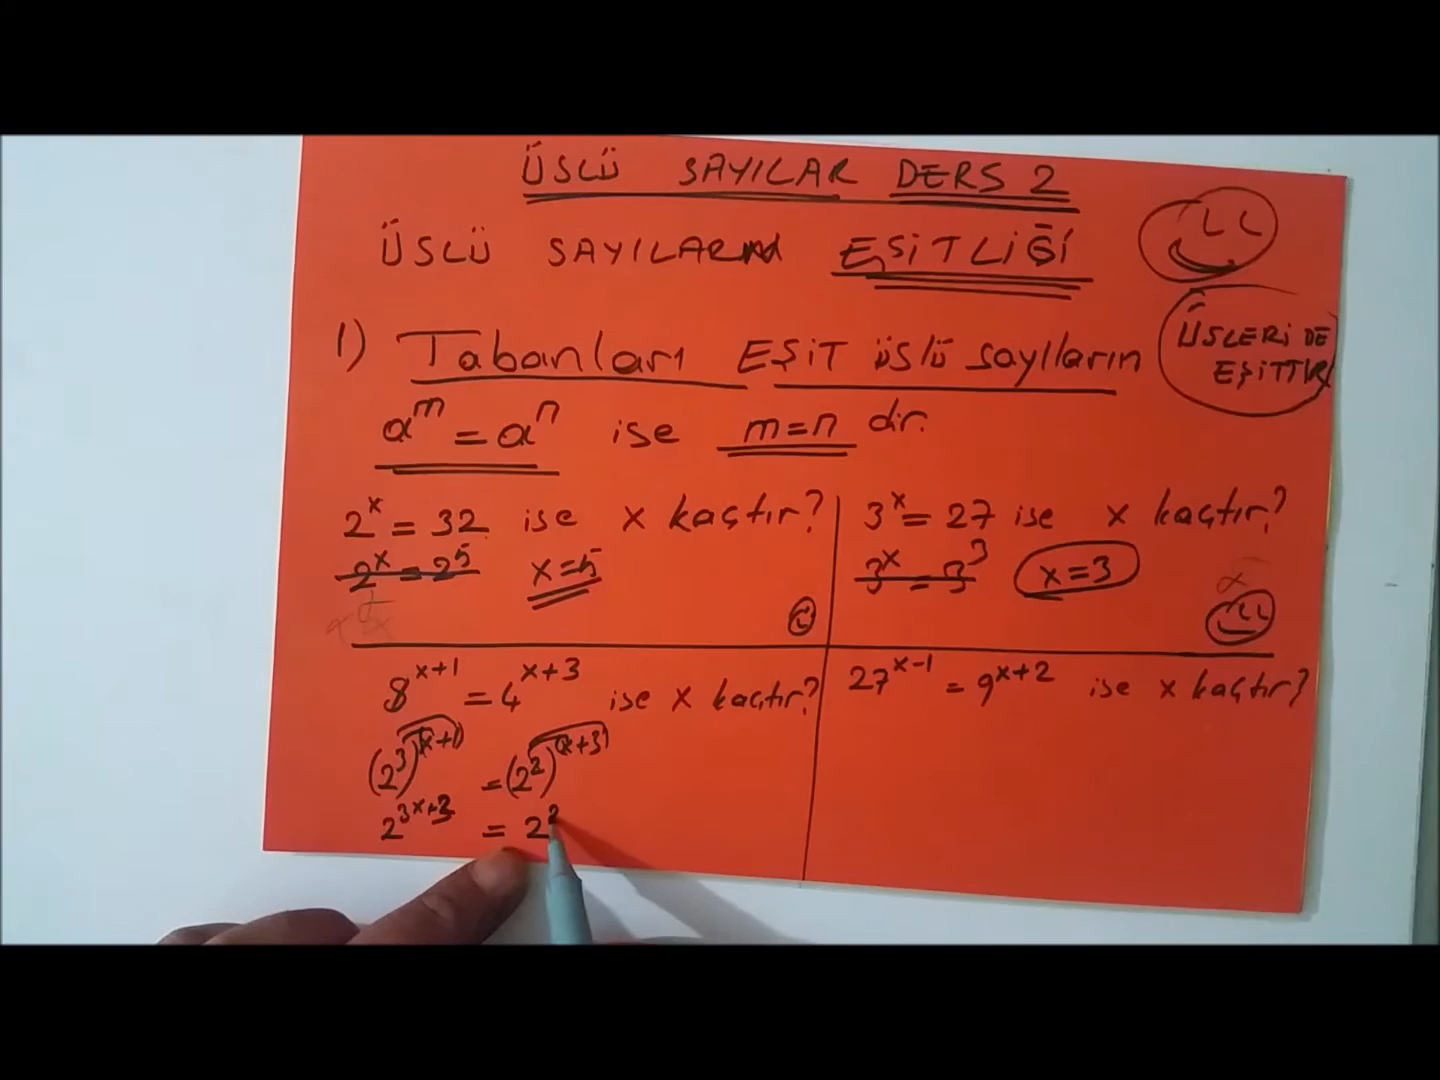 ÜSLÜ SAYILAR DERS 2
ÜSLÜ SAYILARIN EŞİTLİĞİ
1) Tabanları EŞİT üslü sayılların
ÜSLERİ DE
EŞİTTİR
a^m = a^n ise m=n dir.
2^x = 32 ise x kaçtır?
2^x = 2^5 x=5
3^x = 27 ise x kaçtır?
3^x = 3^3 x=3
8^x+1 = 4^x+3 ise x kaçtır?
(2^3)^(x+1) = (2^2)^(x+3)
2^3x+3 = 2^2
27^x-1 = 9^x+2 ise x kaçtır?